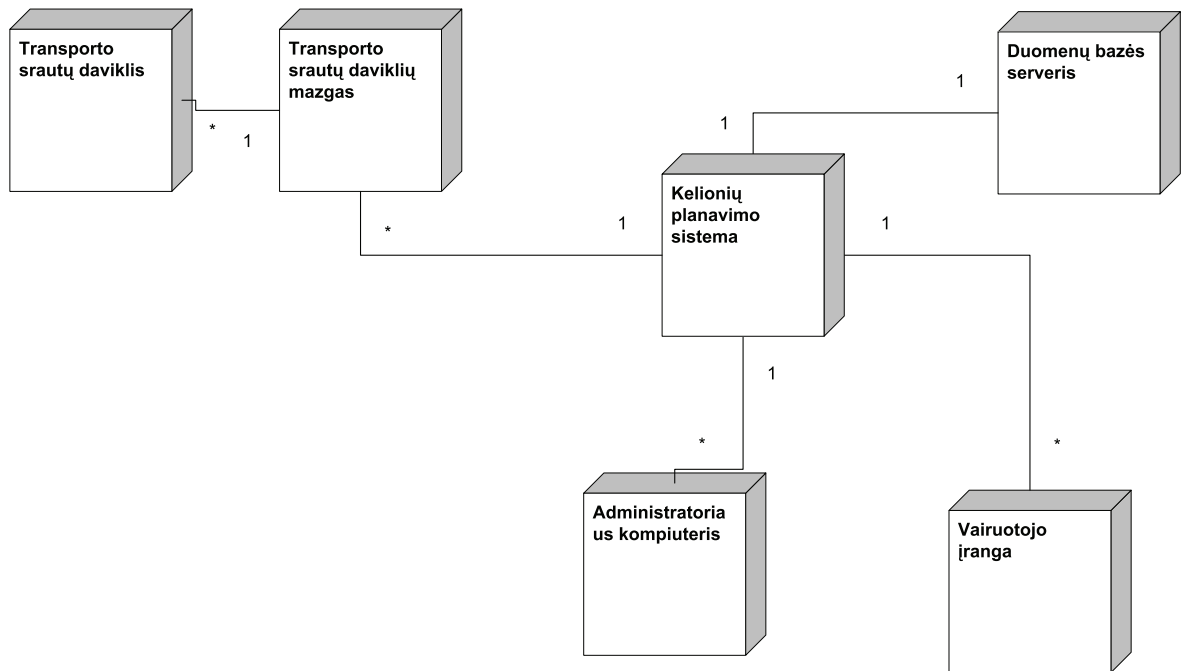 Transporto
srautų daviklis
Transporto
srautų daviklių
mazgas
Duomenų bazės
serveris
1
1
*
1
Kelionių
planavimo
sistema
*
1
1
1
*
*
Administratoria
us kompiuteris
Vairuotojo
įranga